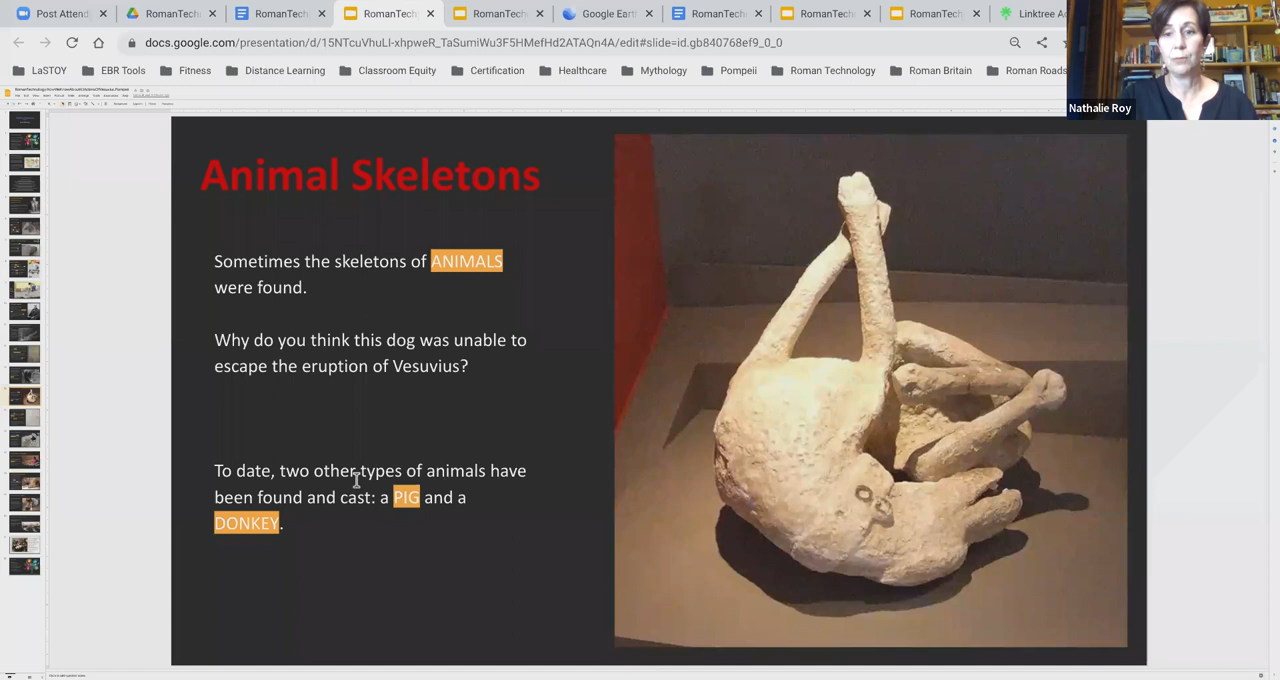 Post Attend
RomanTech
RomanTech
RomanTech
RomanTech
Google Earth
RomanTech
RomanTech
RomanTech
Linktree Ad
docs.google.com/presentation/d/15NTcuVhuLl-xhpweR_TaSumiWu3F5HMefHd2ATAQn4A/edit#slide=id.gb840768ef9_0_0
LaSTOY
EBR Tools
Fitness
Distance Learning
Classroom Equity
Certification
Healthcare
Mythology
Pompeii
Roman Technology
Roman Britain
Roman Roads
Nathalie Roy
Animal Skeletons
Sometimes the skeletons of ANIMALS
were found.
Why do you think this dog was unable to
escape the eruption of Vesuvius?
To date, two other types of animals have
been found and cast: a PIG and a
DONKEY.